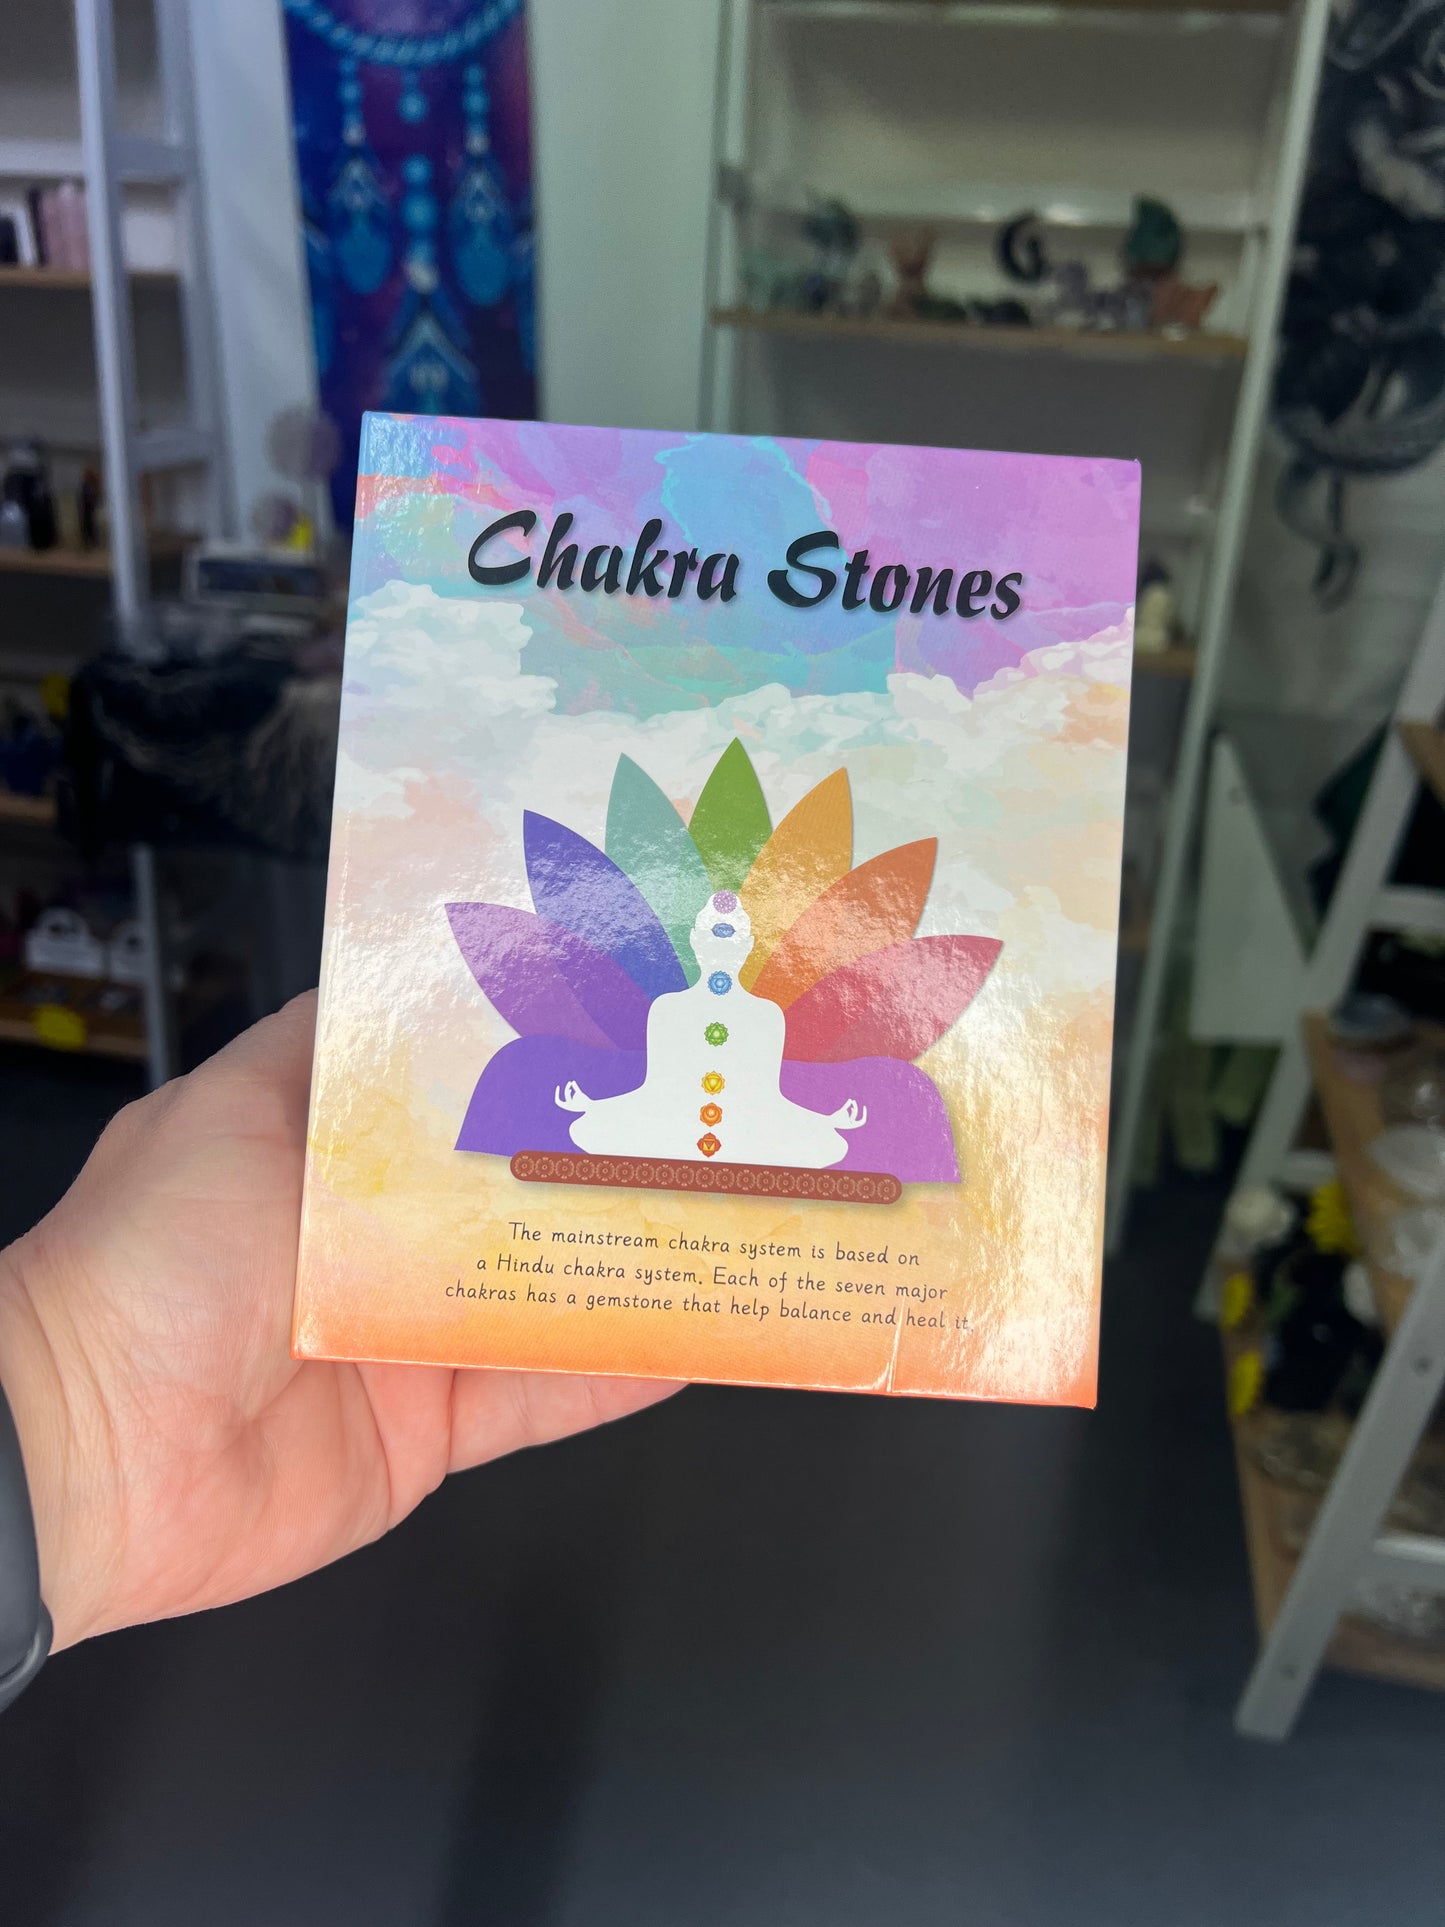 Chakra Stones
The mainstream chakra system is based on
a Hindu chakra system. Each of the seven major
chakras has a gemstone that help balance and heal it.